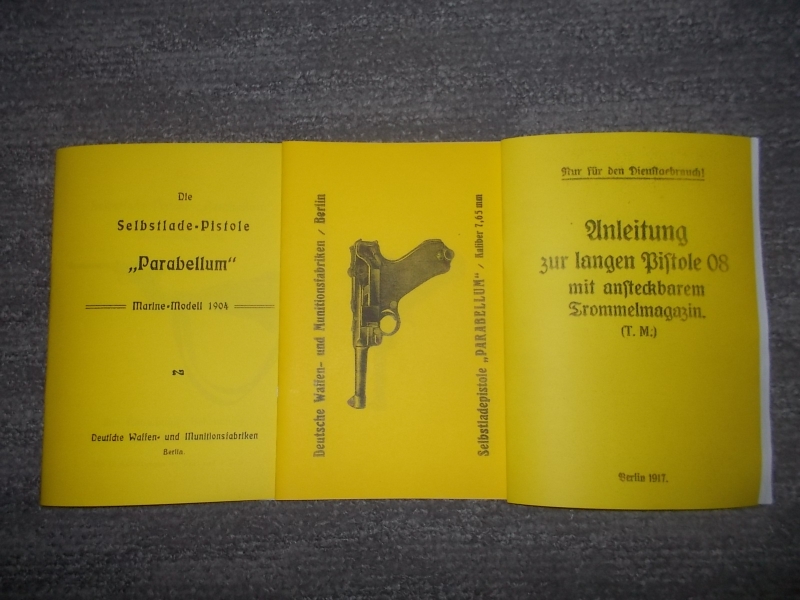 Die
Selbstlade-Pistole
„Parabellum“
Marine-Modell 1904
Deutsche Waffen- und Munitionsfabriken
Berlin.
Deutsche Waffen- und Munitionsfabriken / Berlin
Selbstladepistole „PARABELLUM“ / Kaliber 7,65 mm
Nur für den Dienstgebrauch!
Anleitung
zur langen Pistole 08
mit ansteckbarem
Trommelmagazin.
(T. M.)
Berlin 1917.